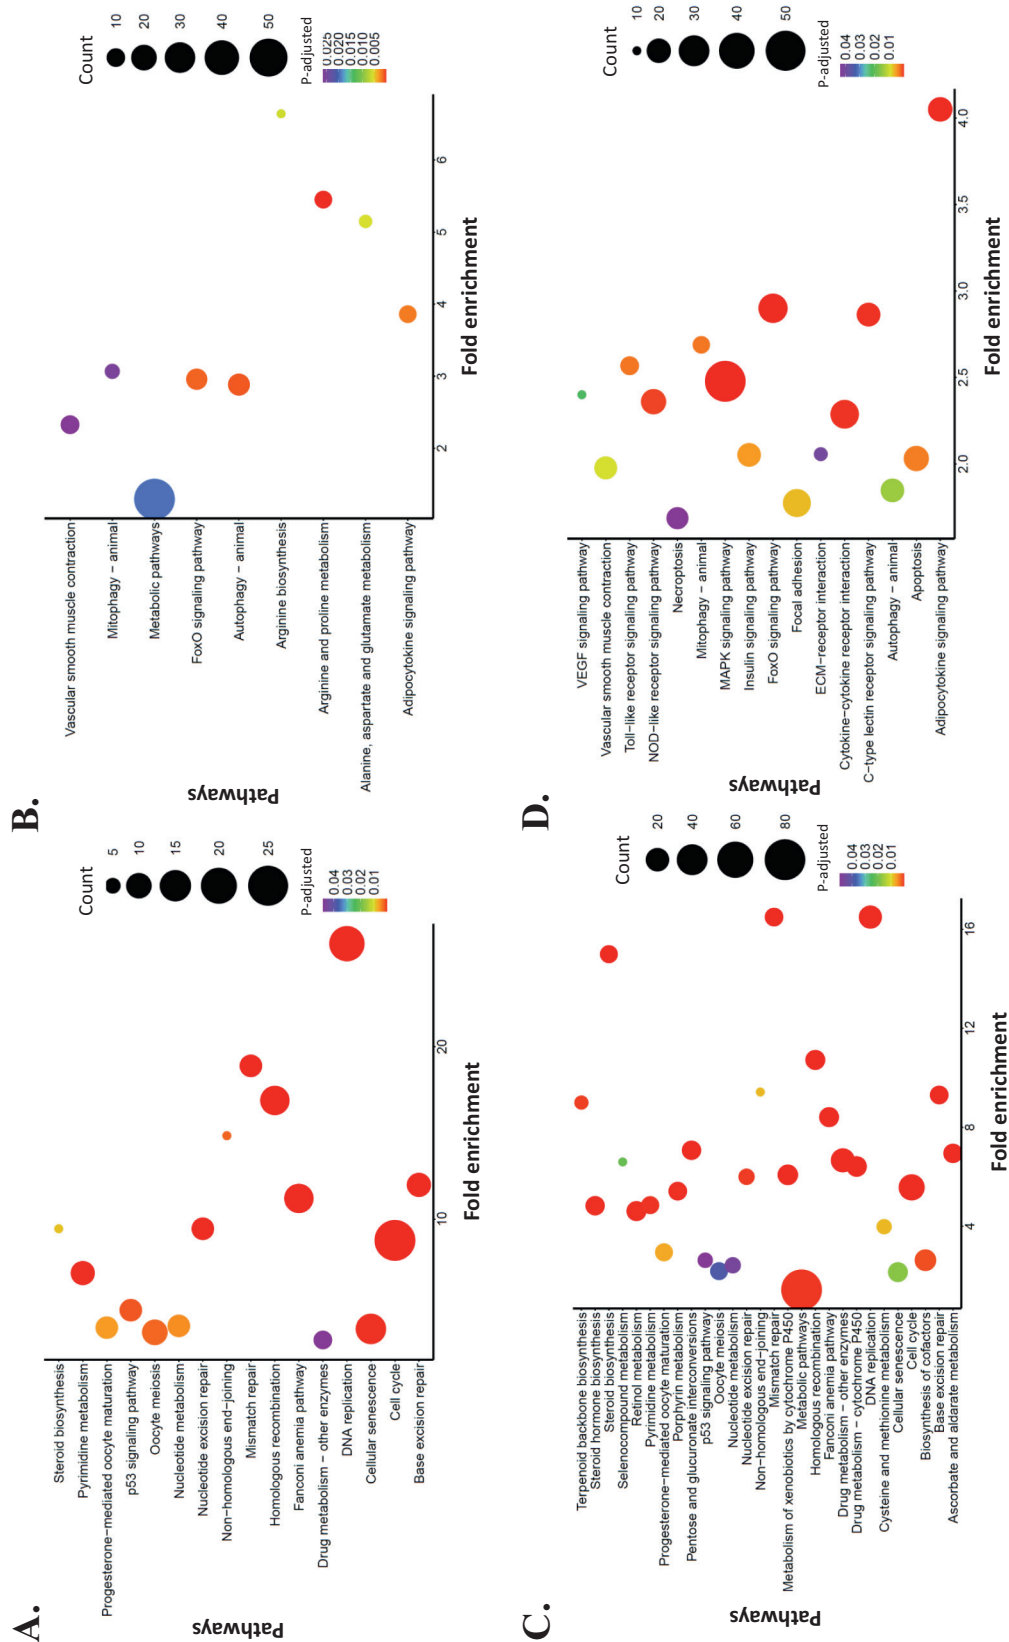 A.
Pathways
Steroid biosynthesis
Pyrimidine metabolism
Progesterone−mediated oocyte maturation
p53 signaling pathway
Oocyte meiosis
Nucleotide metabolism
Nucleotide excision repair
Non−homologous end−joining
Mismatch repair
Homologous recombination
Fanconi anemia pathway
Drug metabolism − other enzymes
DNA replication
Cellular senescence
Cell cycle
Base excision repair
10
20
Fold enrichment
Count
5
10
15
20
25
P-adjusted
0.04
0.03
0.02
0.01
B.
Pathways
Vascular smooth muscle contraction
Mitophagy − animal
Metabolic pathways
FoxO signaling pathway
Autophagy − animal
Arginine biosynthesis
Arginine and proline metabolism
Alanine, aspartate and glutamate metabolism
Adipocytokine signaling pathway
2
3
4
5
6
Fold enrichment
Count
10
20
30
40
50
P-adjusted
0.025
0.020
0.015
0.010
0.005
C.
Pathways
Terpenoid backbone biosynthesis
Steroid hormone biosynthesis
Steroid biosynthesis
Selenocompound metabolism
Retinol metabolism
Pyrimidine metabolism
Progesterone−mediated oocyte maturation
Porphyrin metabolism
Pentose and glucuronate interconversions
p53 signaling pathway
Oocyte meiosis
Nucleotide metabolism
Nucleotide excision repair
Non−homologous end−joining
Mismatch repair
Metabolism of xenobiotics by cytochrome P450
Metabolic pathways
Homologous recombination
Fanconi anemia pathway
Drug metabolism − other enzymes
Drug metabolism − cytochrome P450
DNA replication
Cysteine and methionine metabolism
Cellular senescence
Cell cycle
Biosynthesis of cofactors
Base excision repair
Ascorbate and aldarate metabolism
4
8
12
16
Fold enrichment
Count
20
40
60
80
P-adjusted
0.04
0.03
0.02
0.01
D.
Pathways
VEGF signaling pathway
Vascular smooth muscle contraction
Toll−like receptor signaling pathway
NOD−like receptor signaling pathway
Necroptosis
Mitophagy − animal
MAPK signaling pathway
Insulin signaling pathway
FoxO signaling pathway
Focal adhesion
ECM−receptor interaction
Cytokine−cytokine receptor interaction
C−type lectin receptor signaling pathway
Autophagy − animal
Apoptosis
Adipocytokine signaling pathway
2.0
2.5
3.0
3.5
4.0
Fold enrichment
Count
10
20
30
40
50
P-adjusted
0.04
0.03
0.02
0.01